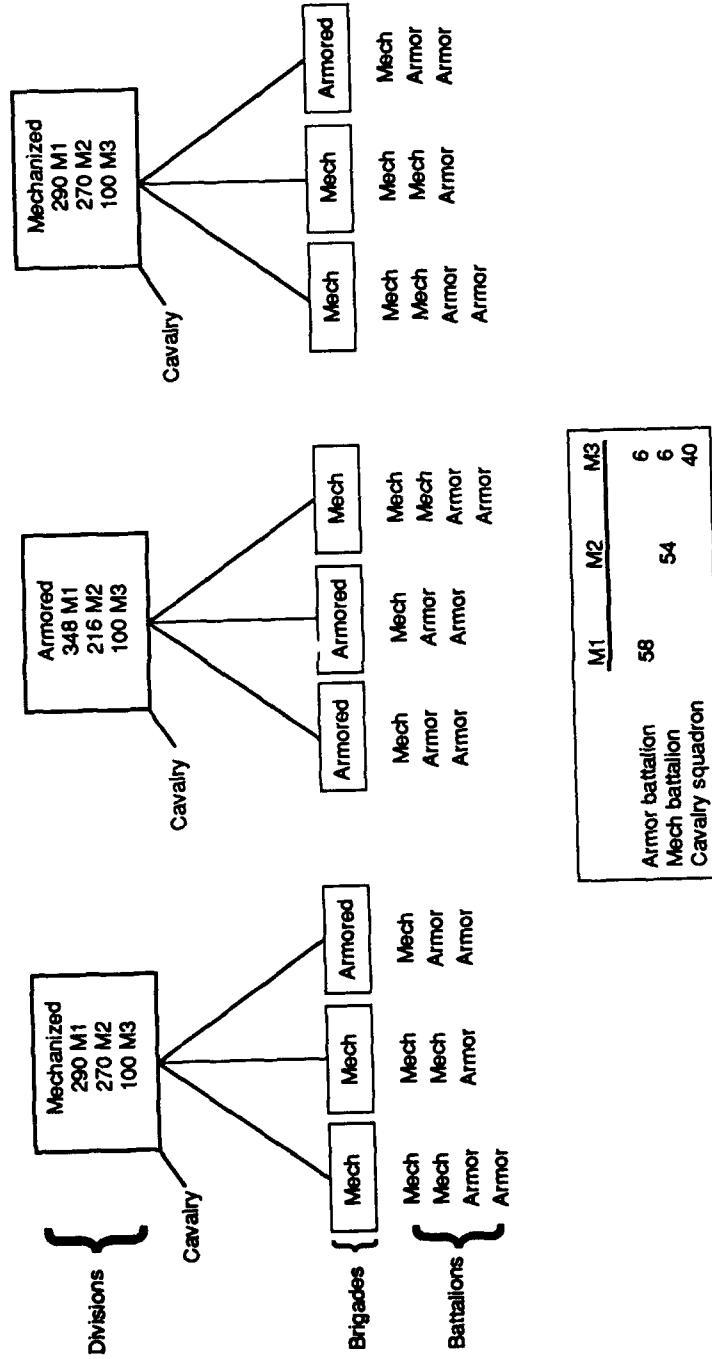 Divisions
Mechanized
290 M1
270 M2
100 M3
Cavalry
Armored
348 M1
216 M2
100 M3
Cavalry
Mechanized
290 M1
270 M2
100 M3
Cavalry
Brigades
Mech
Mech
Armored
Armored
Armored
Mech
Mech
Mech
Armored
Battalions
Mech
Mech
Armor
Armor
Mech
Mech
Armor
Mech
Armor
Armor
Mech
Armor
Armor
Mech
Armor
Armor
Mech
Mech
Armor
Armor
Mech
Mech
Armor
Armor
Mech
Mech
Armor
Mech
Armor
Armor
M1 M2 M3
Armor battalion 58 6
Mech battalion 54 6
Cavalry squadron 40